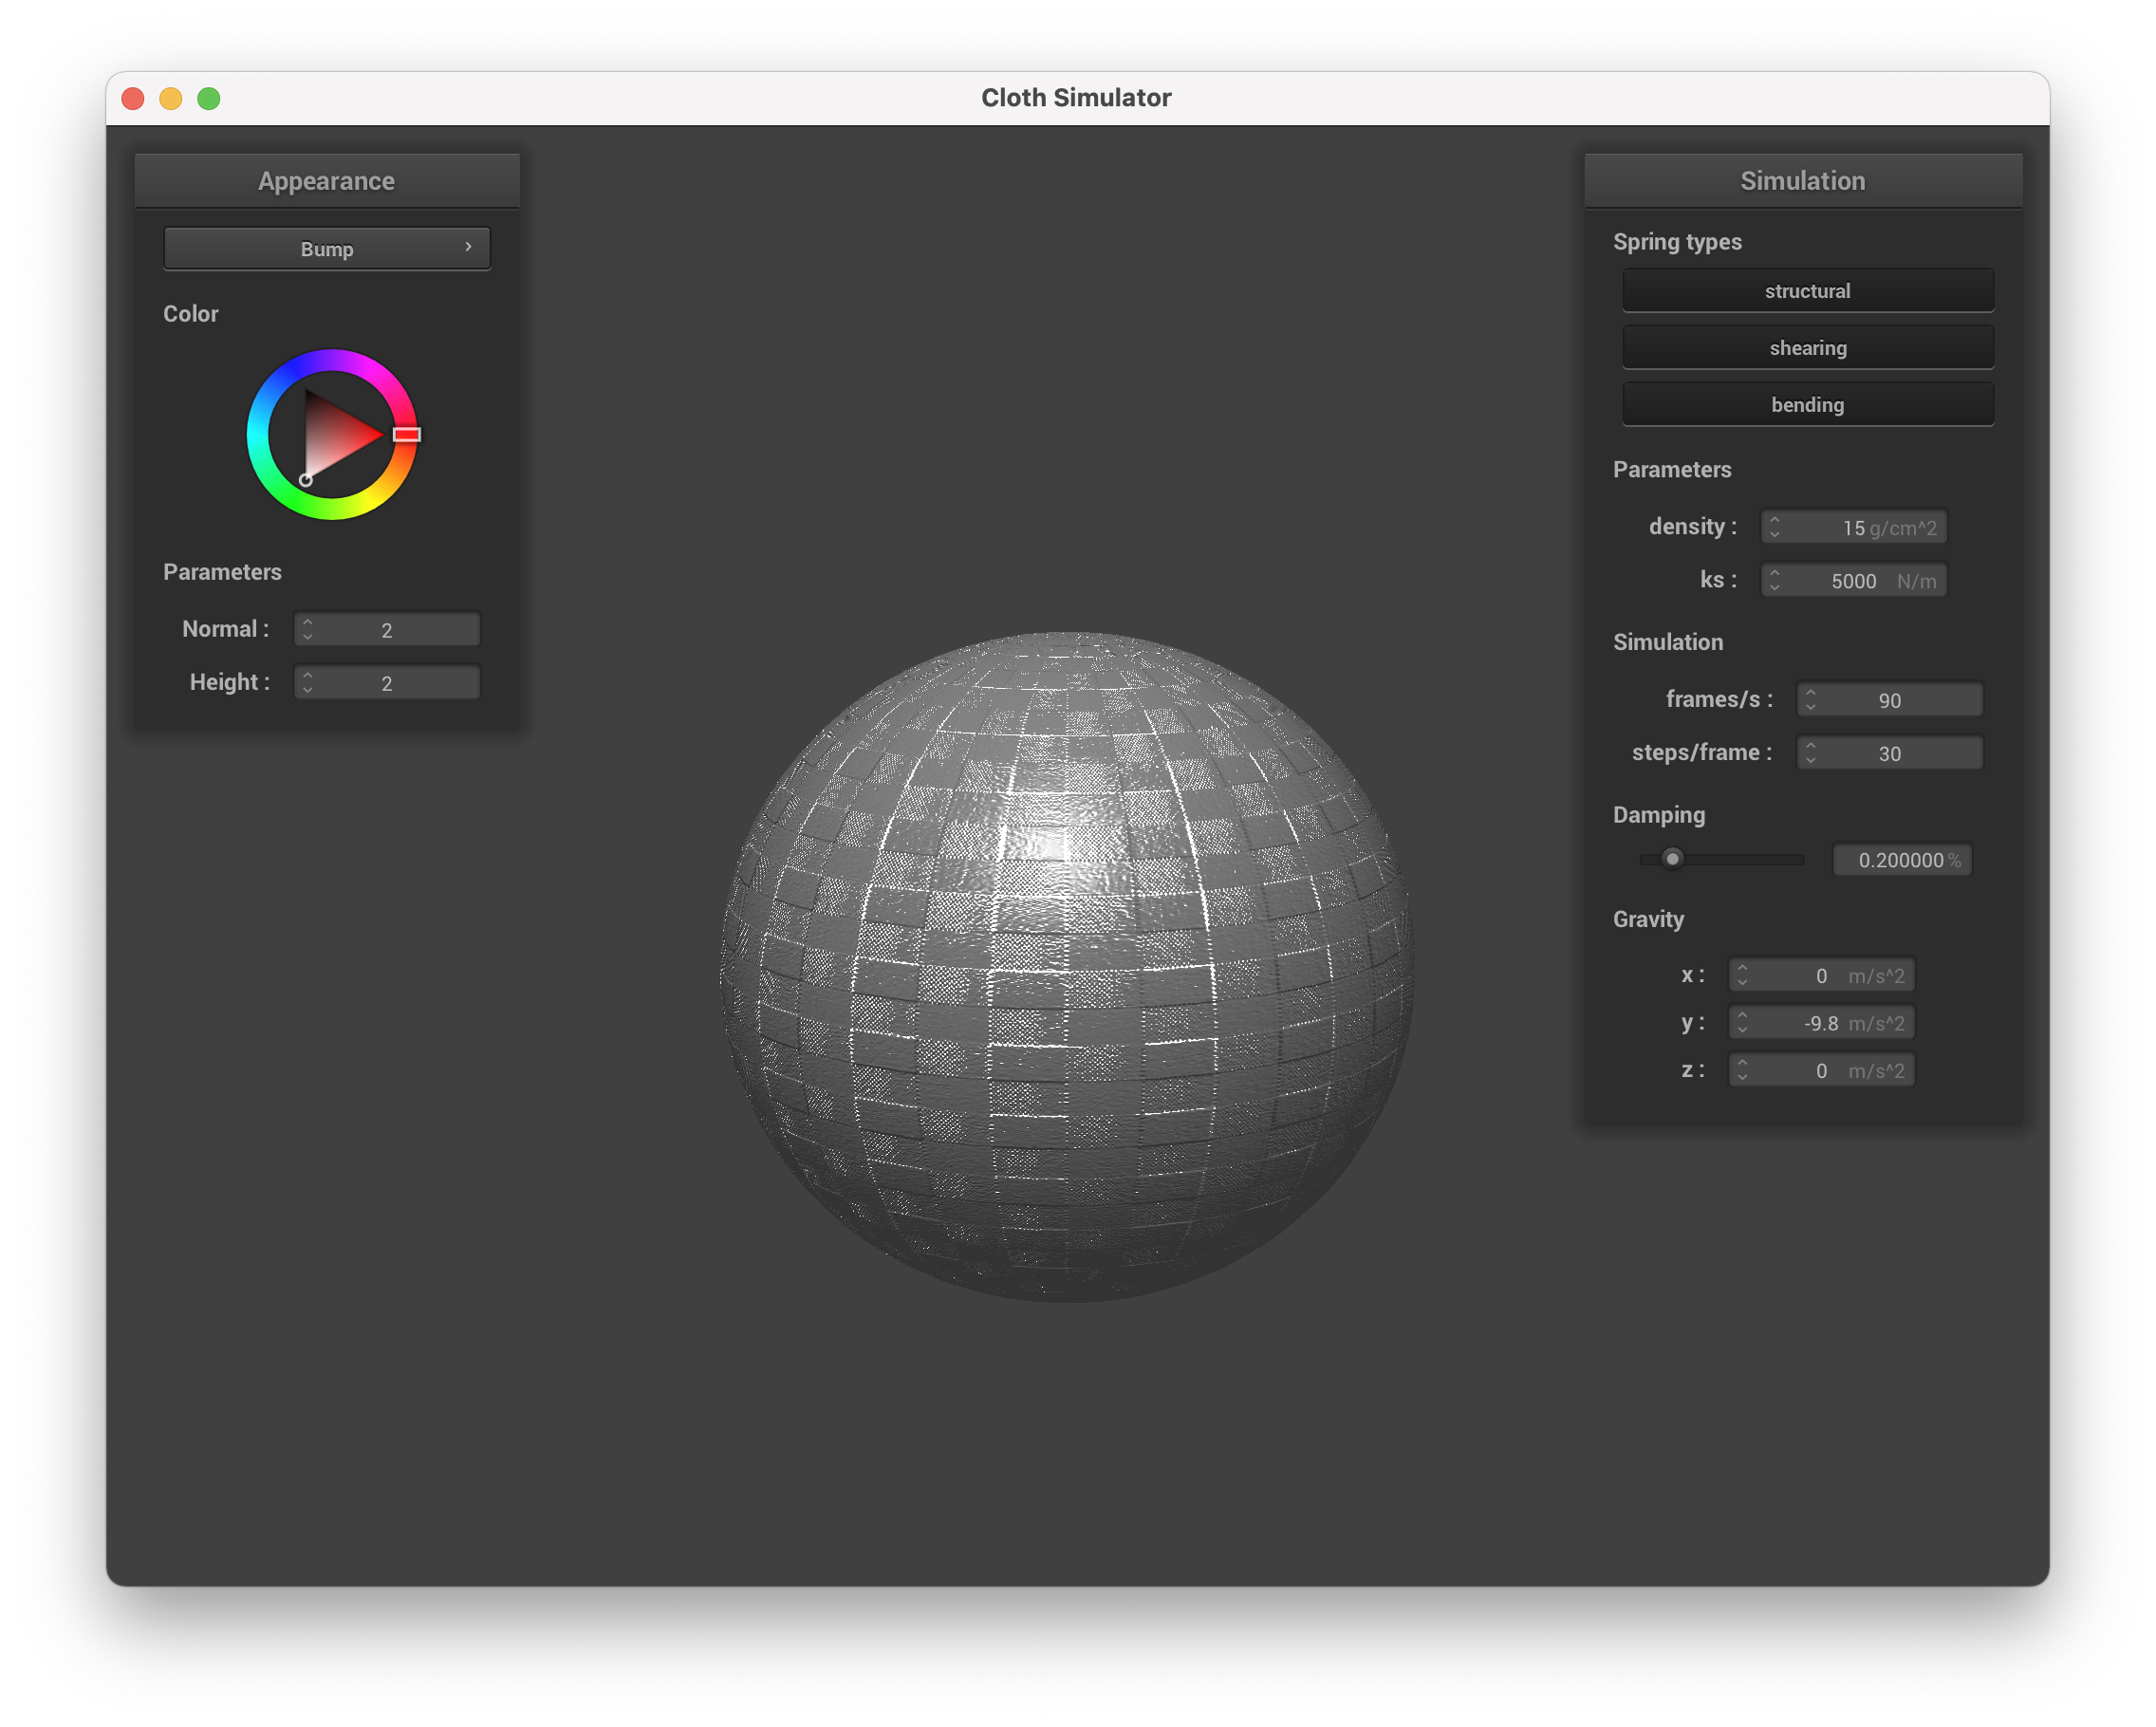 Cloth Simulator
Appearance
Bump
Color
Parameters
Normal : 2
Height : 2
Simulation
Spring types
structural
shearing
bending
Parameters
density : 15 g/cm^2
ks : 5000 N/m
Simulation
frames/s : 90
steps/frame : 30
Damping
0.200000 %
Gravity
x : 0 m/s^2
y : -9.8 m/s^2
z : 0 m/s^2